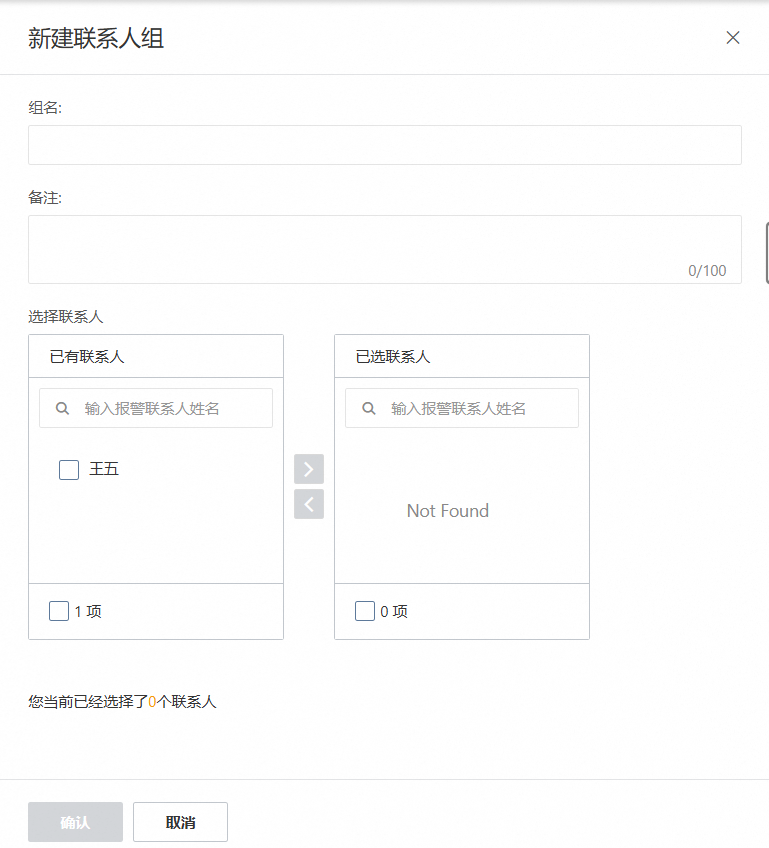 新建联系人组
组名:
备注:
0/100
选择联系人
已有联系人
输入报警联系人姓名
王五
1 项
已选联系人
输入报警联系人姓名
Not Found
0 项
您当前已经选择了0个联系人
确认
取消